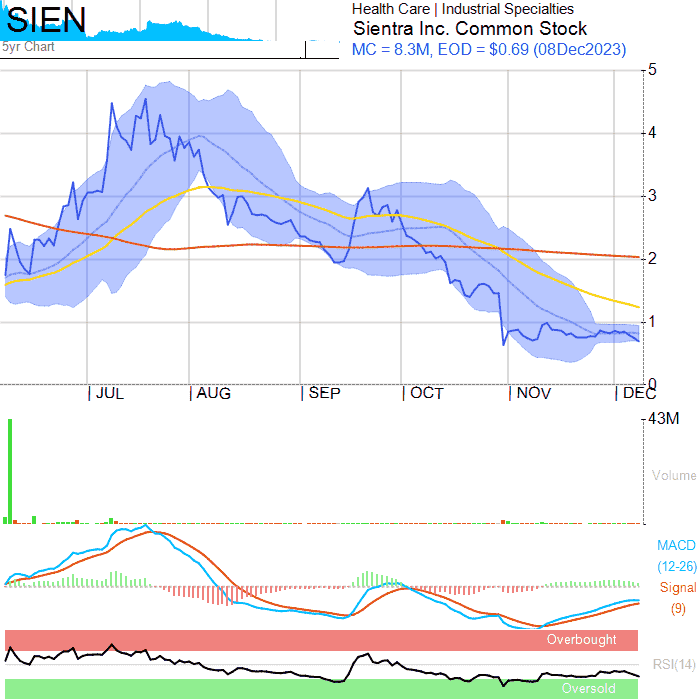 SIEN
Health Care | Industrial Specialties
Sientra Inc. Common Stock
5yr Chart
MC = 8.3M, EOD = $0.69 (08Dec2023)
5
4
3
2
1
0
JUL AUG SEP OCT NOV DEC
43M
Volume
MACD
(12-26)
Signal
(9)
Overbought
RSI(14)
Oversold